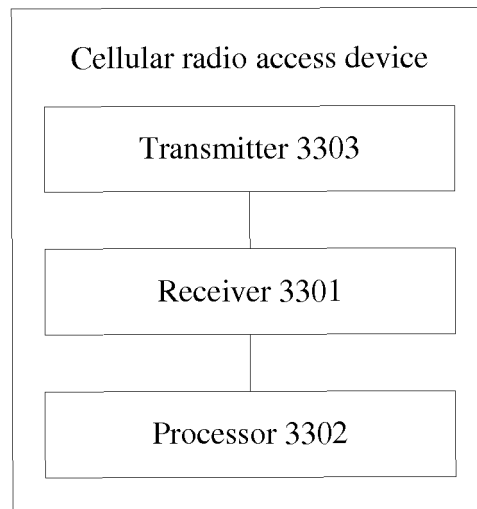 Cellular radio access device
Transmitter 3303
Receiver 3301
Processor 3302